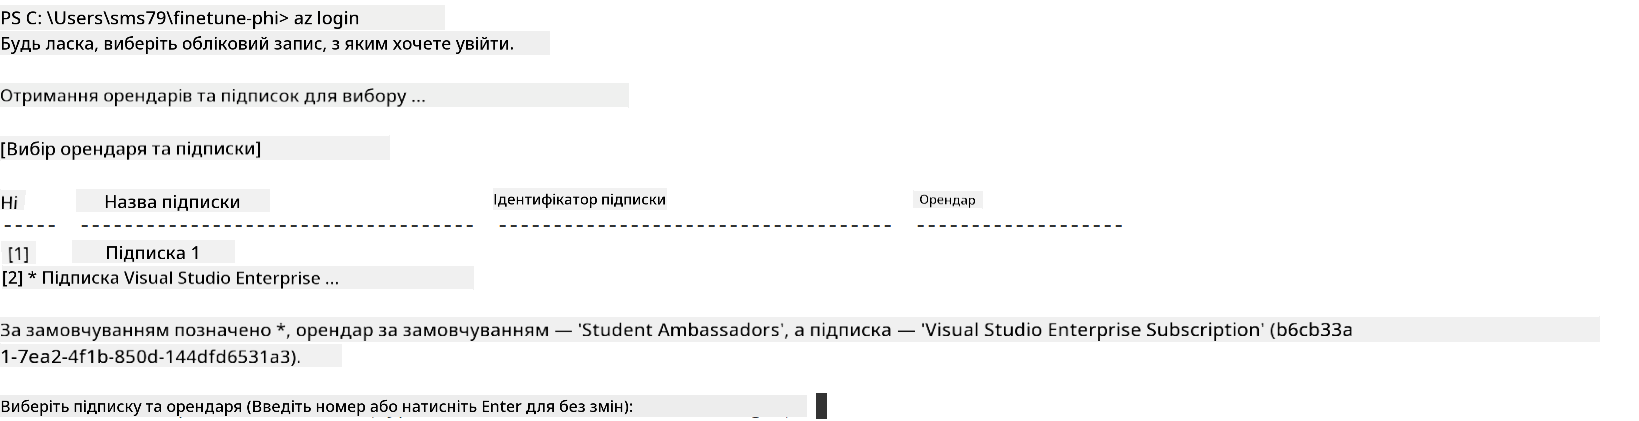 PS C: \Users\sms79\finetune-phi> az login
Будь ласка, виберіть обліковий запис, з яким хочете увійти.
Отримання орендарів та підписок для вибору ...
[Вибір орендаря та підписки]
Ні Назва підписки Ідентифікатор підписки Орендар
----- ----------------------------------- ----------------------------------- -------------------
[1] Підписка 1
[2] * Підписка Visual Studio Enterprise ...
За замовчуванням позначено *, орендар за замовчуванням — 'Student Ambassadors', а підписка — 'Visual Studio Enterprise Subscription' (b6cb33a
1-7ea2-4f1b-850d-144dfd6531a3).
Виберіть підписку та орендаря (Введіть номер або натисніть Enter для без змін):